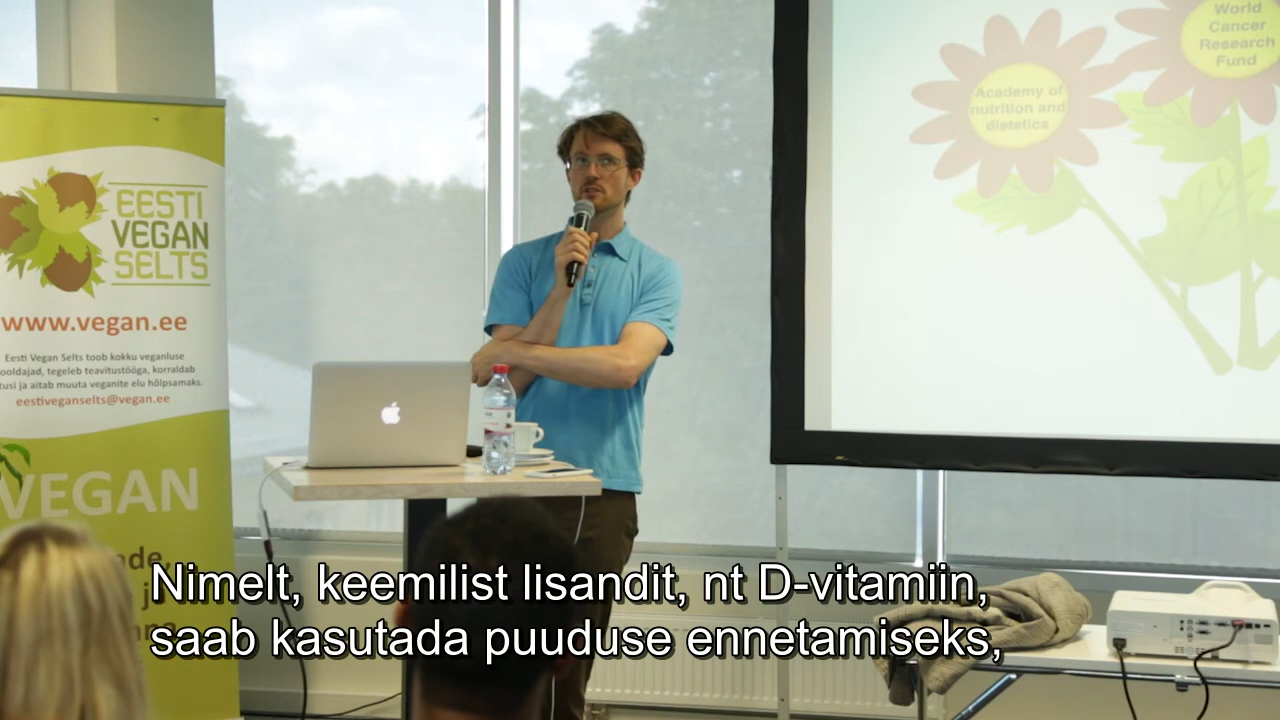 EESTI
VEGAN
SELTS
www.vegan.ee
Eesti Vegan Selts toob kokku veganluse
ooldajad, tegeleb teavitustööga, korraldab
tusi ja aitab muuta veganite elu hõlpsamaks.
eestiveganselts@vegan.ee
VEGAN
Academy of
nutrition and
dietetics
World
Cancer
Research
Fund
Nimelt, keemilist lisandit, nt D-vitamiin,
saab kasutada puuduse ennetamiseks,